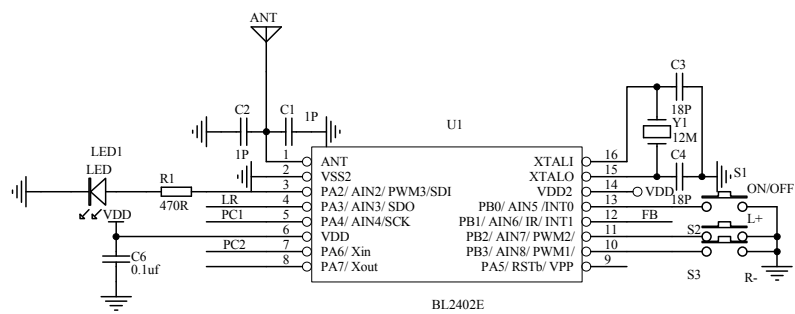 ANT
C3
18P
Y1
12M
C4
18P
C2
1P
C1
1P
U1
LED1
LED
R1
470R
VDD
C6
0.1uf
LR
PC1
PC2
1 ANT
2 VSS2
3 PA2/ AIN2/ PWM3/SDI
4 PA3/ AIN3/ SDO
5 PA4/ AIN4/SCK
6 VDD
7 PA6/ Xin
8 PA7/ Xout
XTALI 16
XTALO 15
VDD2 14 VDD
PB0/ AIN5 /INT0 13
PB1/ AIN6/ IR/ INT1 12 FB
PB2/ AIN7/ PWM2/ 11
PB3/ AIN8/ PWM1/ 10
PA5/ RSTb/ VPP 9
S1
ON/OFF
S2
L+
S3
R-
BL2402E